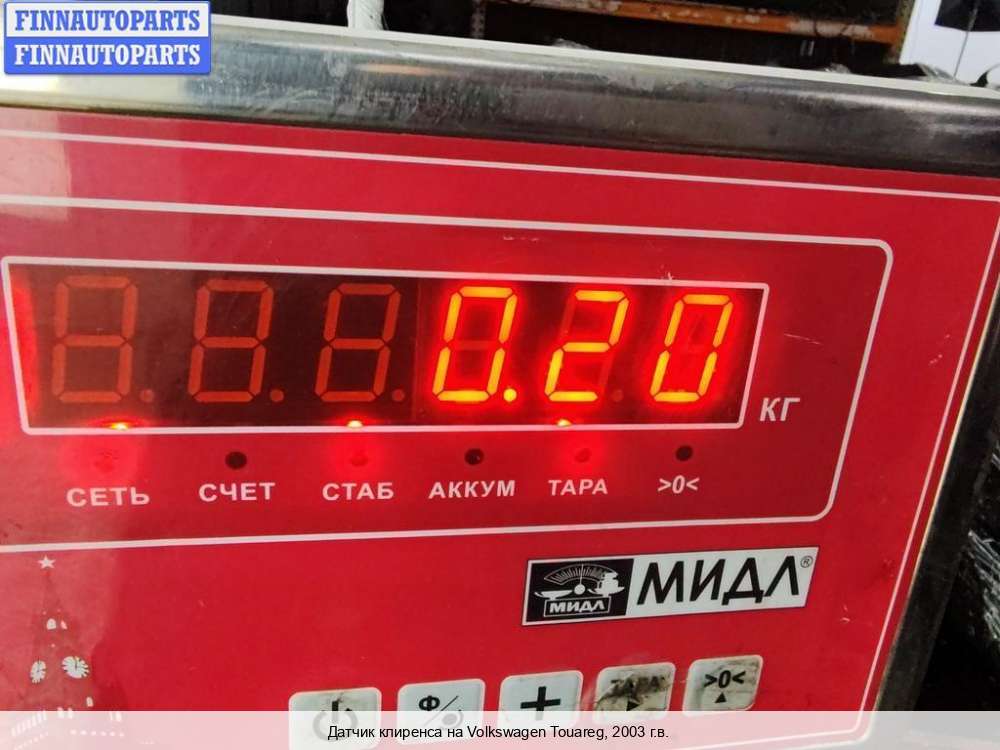 FINNAUTOPARTS
FINNAUTOPARTS
0.20
КГ
СЕТЬ СЧЕТ СТАБ АККУМ ТАРА >0<
МИДЛ МИДЛ®
Ф + ТАРА >0<
Датчик клиренса на Volkswagen Touareg, 2003 г.в.